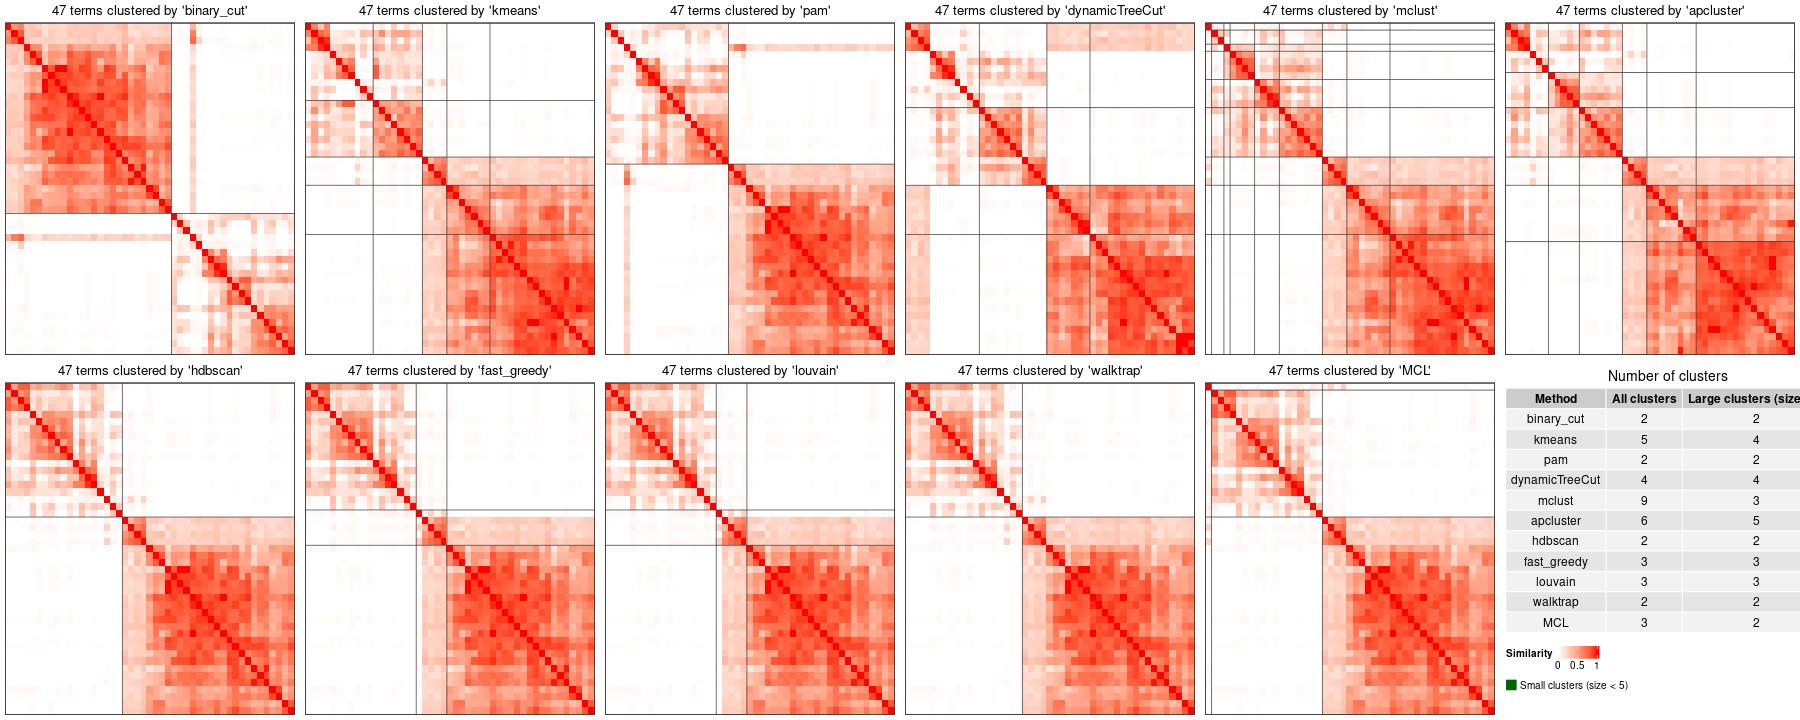 47 terms clustered by 'binary_cut'
47 terms clustered by 'kmeans'
47 terms clustered by 'pam'
47 terms clustered by 'dynamicTreeCut'
47 terms clustered by 'mclust'
47 terms clustered by 'apcluster'
47 terms clustered by 'hdbscan'
47 terms clustered by 'fast_greedy'
47 terms clustered by 'louvain'
47 terms clustered by 'walktrap'
47 terms clustered by 'MCL'
Number of clusters
Method All clusters Large clusters (size
binary_cut 2 2
kmeans 5 4
pam 2 2
dynamicTreeCut 4 4
mclust 9 3
apcluster 6 5
hdbscan 2 2
fast_greedy 3 3
louvain 3 3
walktrap 2 2
MCL 3 2
Similarity
0 0.5 1
Small clusters (size < 5)